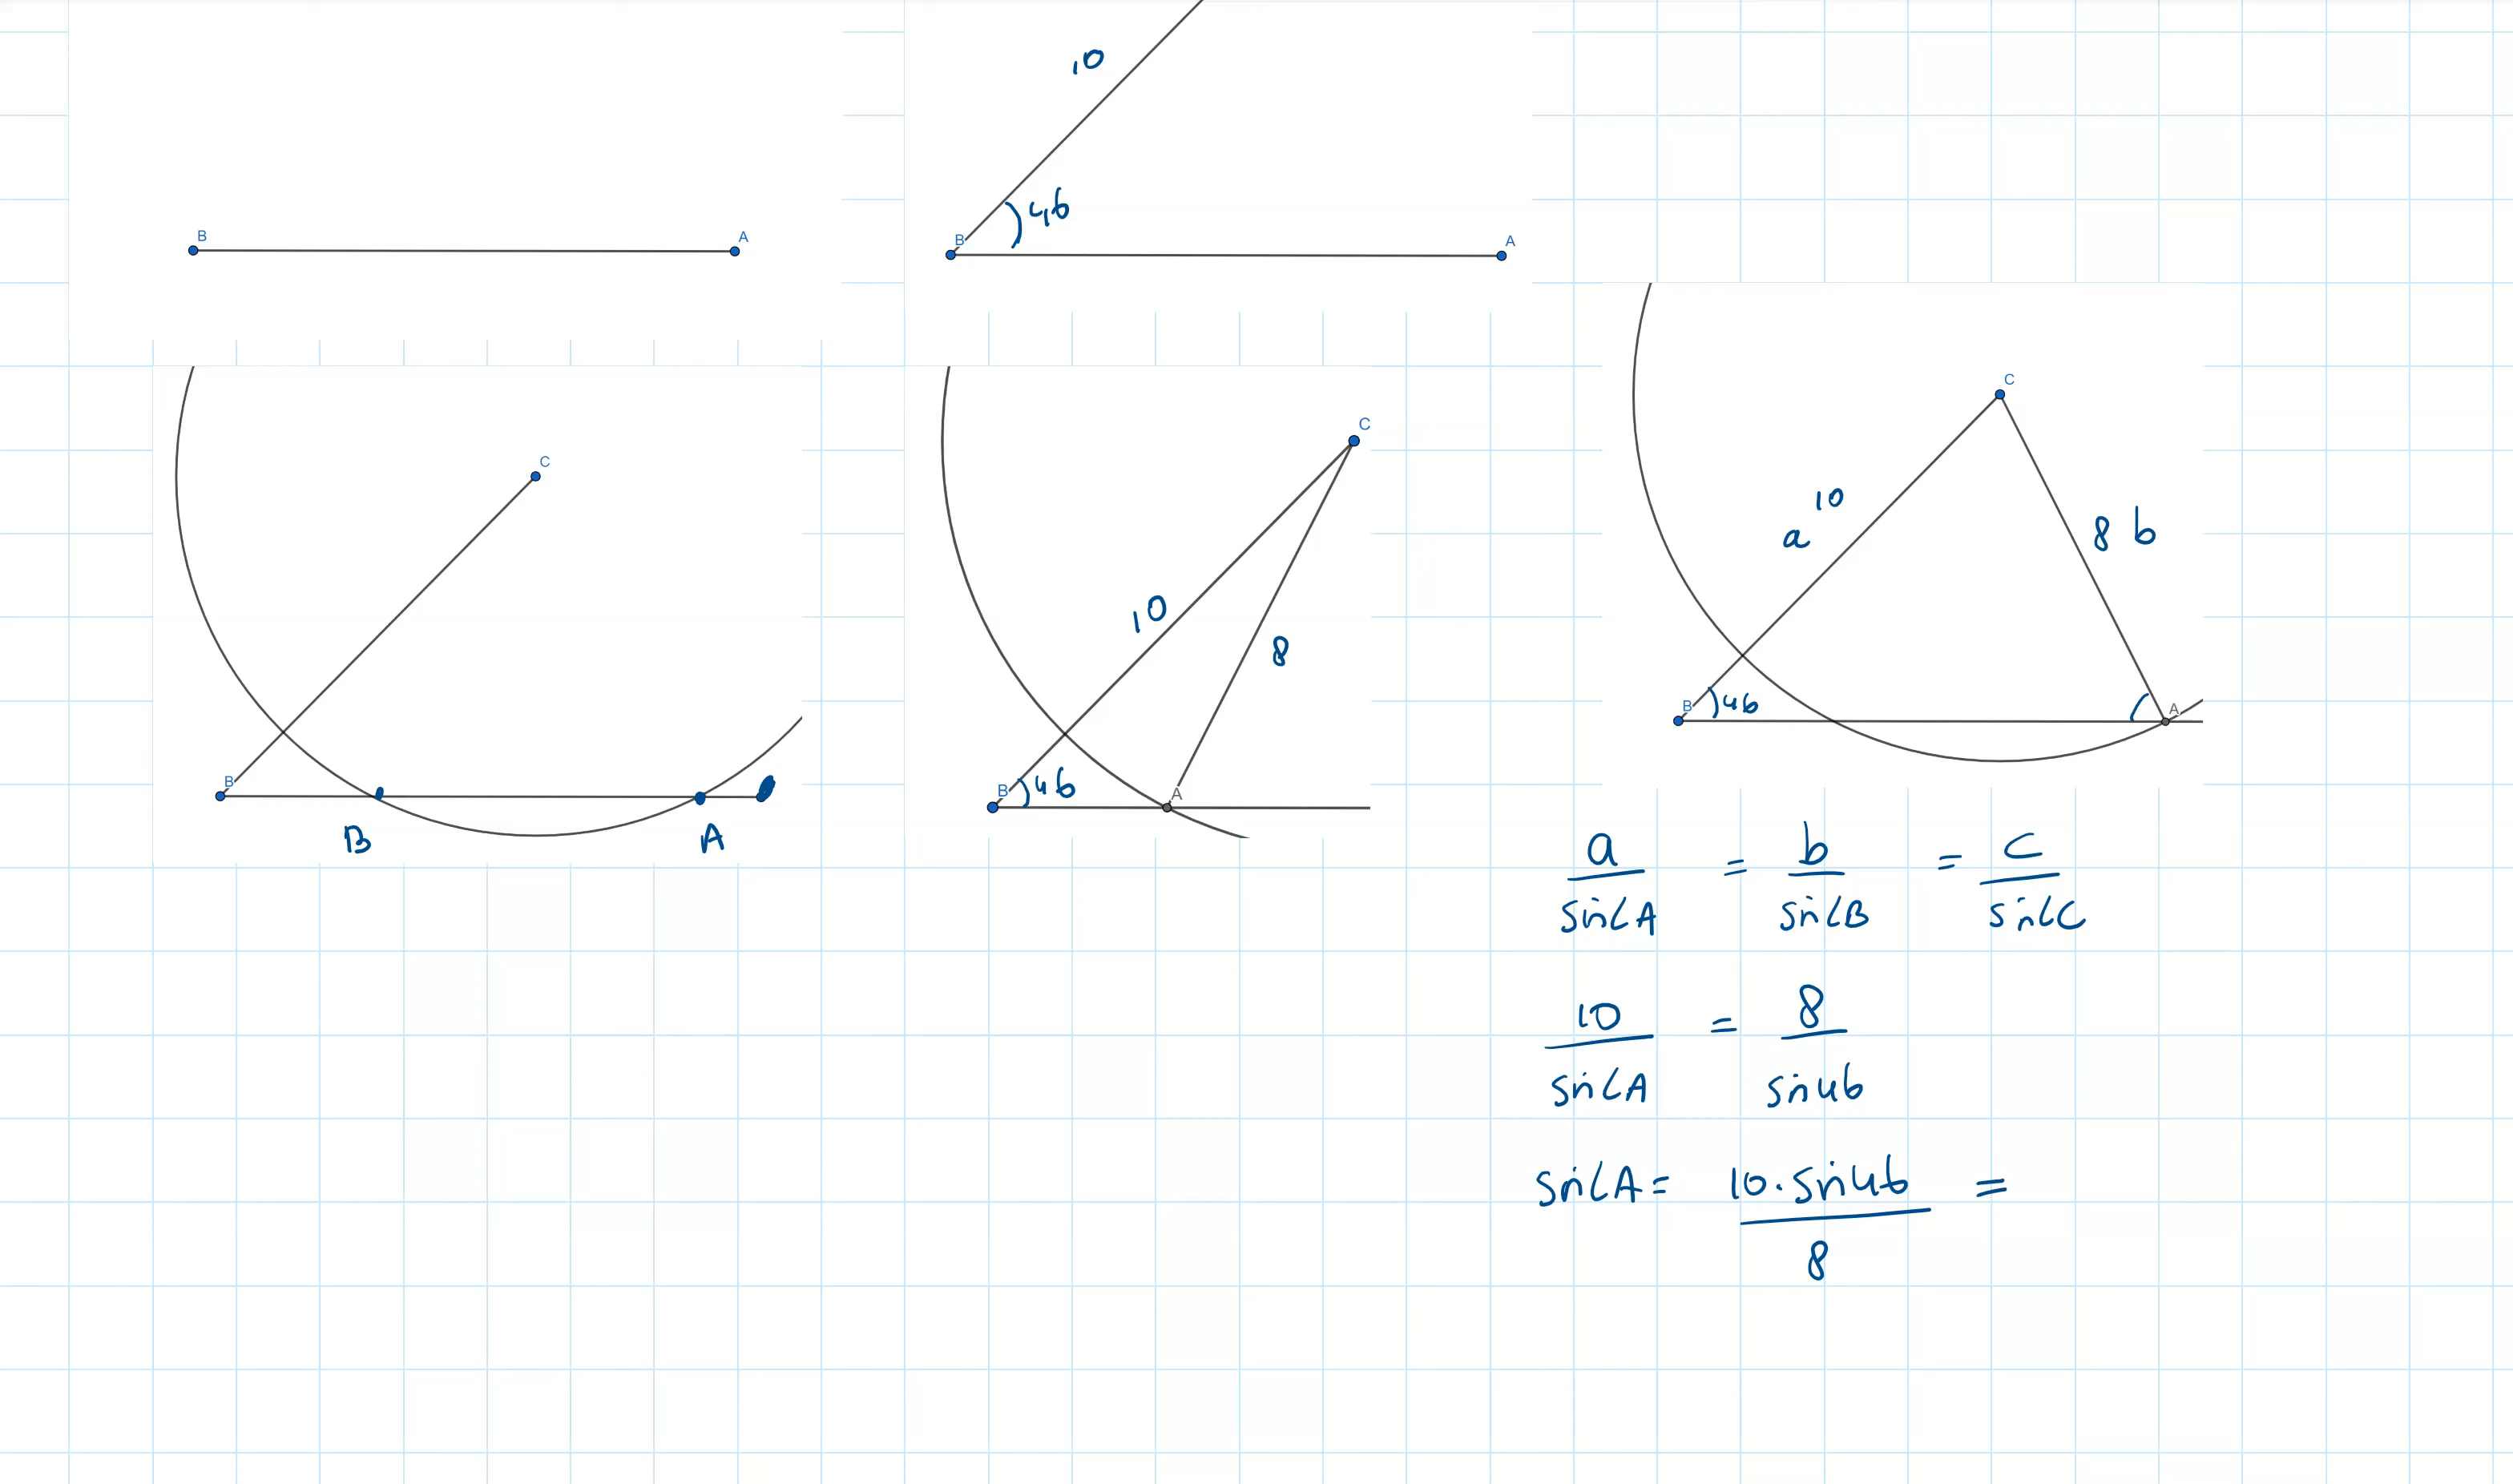 10
B A
46
B A
C
B
B A
C
10
8
B 46 A
C
10
a 8 b
B 46 A
a/sin∠A = b/sin∠B = c/sin∠C
10/sin∠A = 8/sin46
sin∠A = 10·sin46/8 =